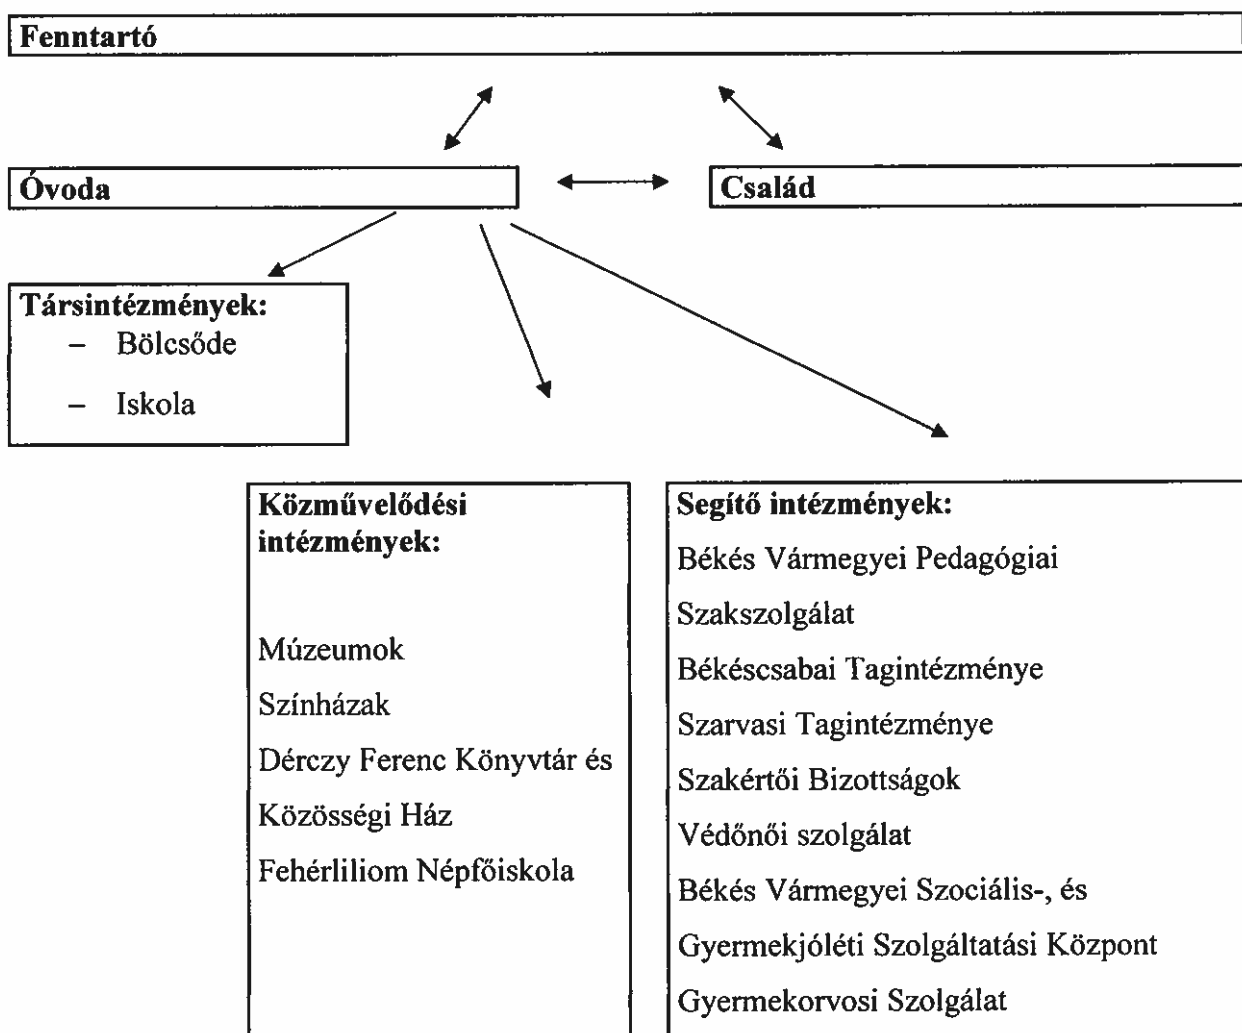 Fenntartó
Óvoda
Család
Társintézmények:
– Bölcsőde
– Iskola
Közművelődési
intézmények:
Múzeumok
Színházak
Dérczy Ferenc Könyvtár és
Közösségi Ház
Fehérliliom Népfőiskola
Segítő intézmények:
Békés Vármegyei Pedagógiai
Szakszolgálat
Békéscsabai Tagintézménye
Szarvasi Tagintézménye
Szakértői Bizottságok
Védőnői szolgálat
Békés Vármegyei Szociális-, és
Gyermekjóléti Szolgáltatási Központ
Gyermekorvosi Szolgálat